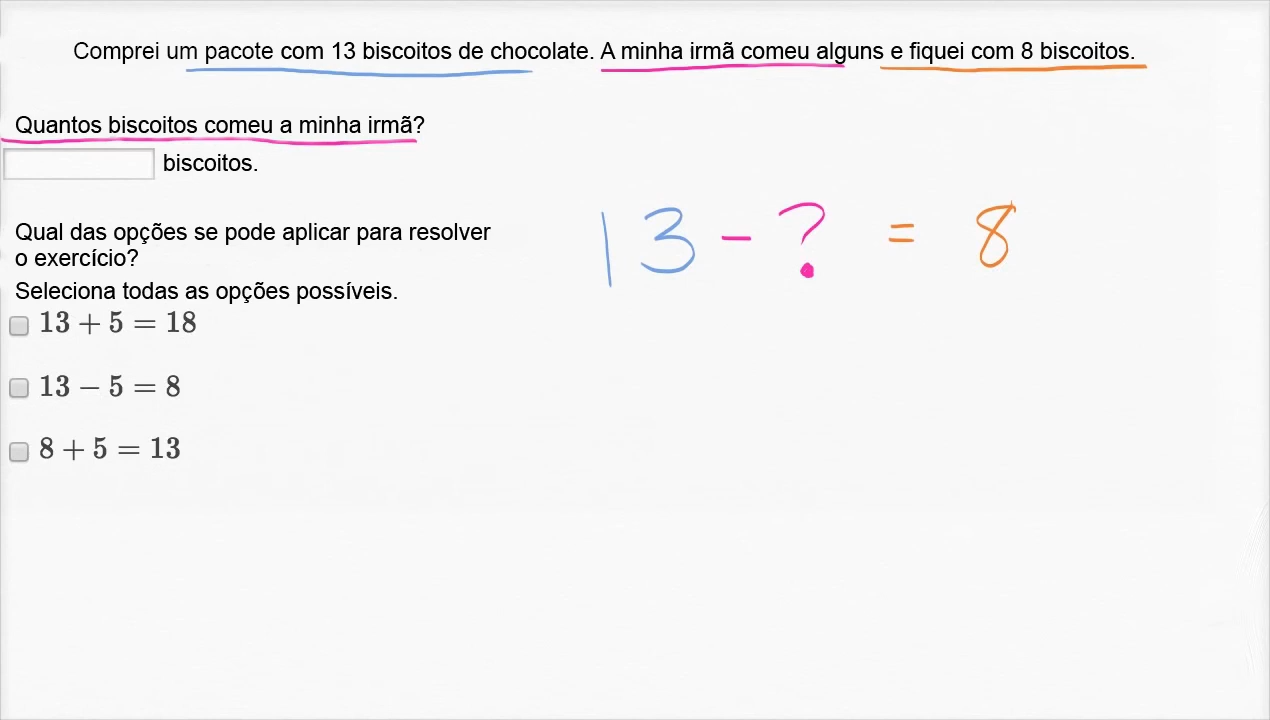 Comprei um pacote com 13 biscoitos de chocolate. A minha irmã comeu alguns e fiquei com 8 biscoitos.
Quantos biscoitos comeu a minha irmã?
biscoitos.
13 - ? = 8
Qual das opções se pode aplicar para resolver
o exercício?
Seleciona todas as opções possíveis.
13 + 5 = 18
13 − 5 = 8
8 + 5 = 13